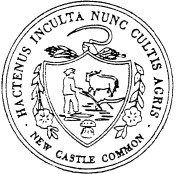 HACTENUS INCULTA NUNC CULTIS AGRIS
· NEW CASTLE COMMON ·